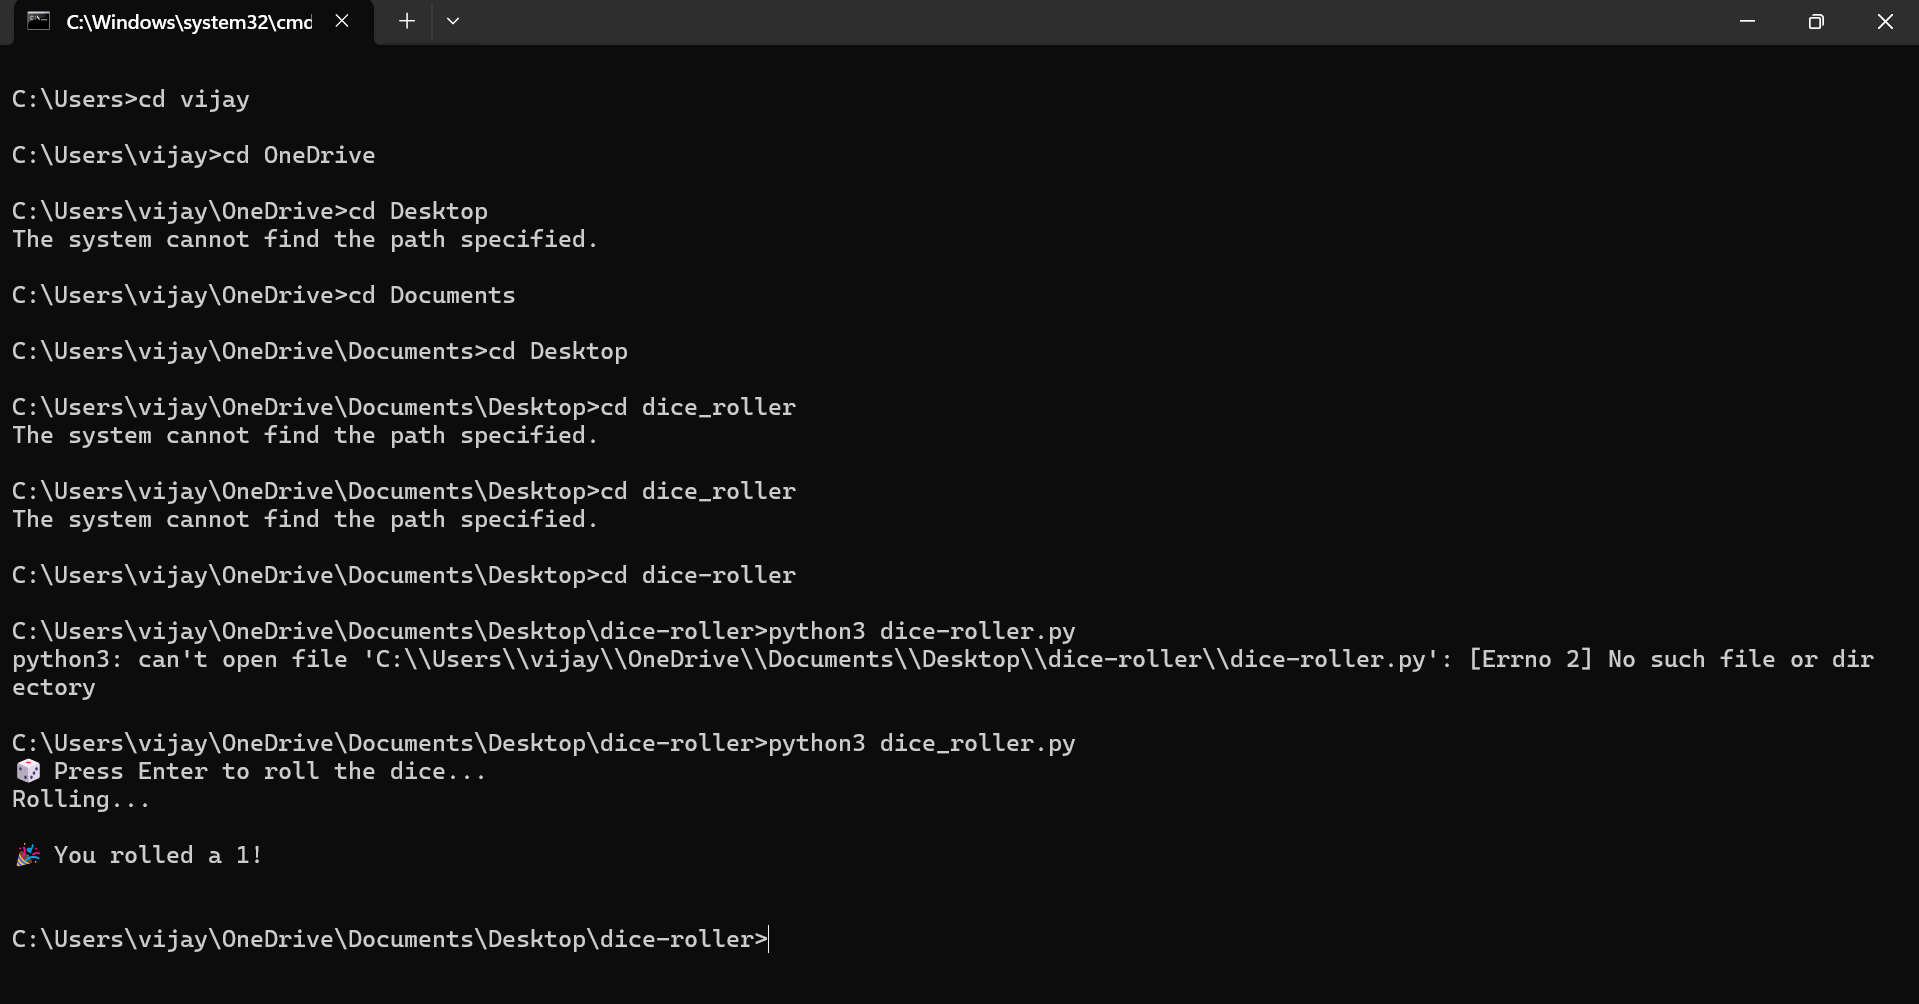 C:\Windows\system32\cmd
C:\Users>cd vijay
C:\Users\vijay>cd OneDrive
C:\Users\vijay\OneDrive>cd Desktop
The system cannot find the path specified.
C:\Users\vijay\OneDrive>cd Documents
C:\Users\vijay\OneDrive\Documents>cd Desktop
C:\Users\vijay\OneDrive\Documents\Desktop>cd dice_roller
The system cannot find the path specified.
C:\Users\vijay\OneDrive\Documents\Desktop>cd dice_roller
The system cannot find the path specified.
C:\Users\vijay\OneDrive\Documents\Desktop>cd dice-roller
C:\Users\vijay\OneDrive\Documents\Desktop\dice-roller>python3 dice-roller.py
python3: can't open file 'C:\\Users\\vijay\\OneDrive\\Documents\\Desktop\\dice-roller\\dice-roller.py': [Errno 2] No such file or dir
ectory
C:\Users\vijay\OneDrive\Documents\Desktop\dice-roller>python3 dice_roller.py
🎲 Press Enter to roll the dice...
Rolling...
🎉 You rolled a 1!
C:\Users\vijay\OneDrive\Documents\Desktop\dice-roller>